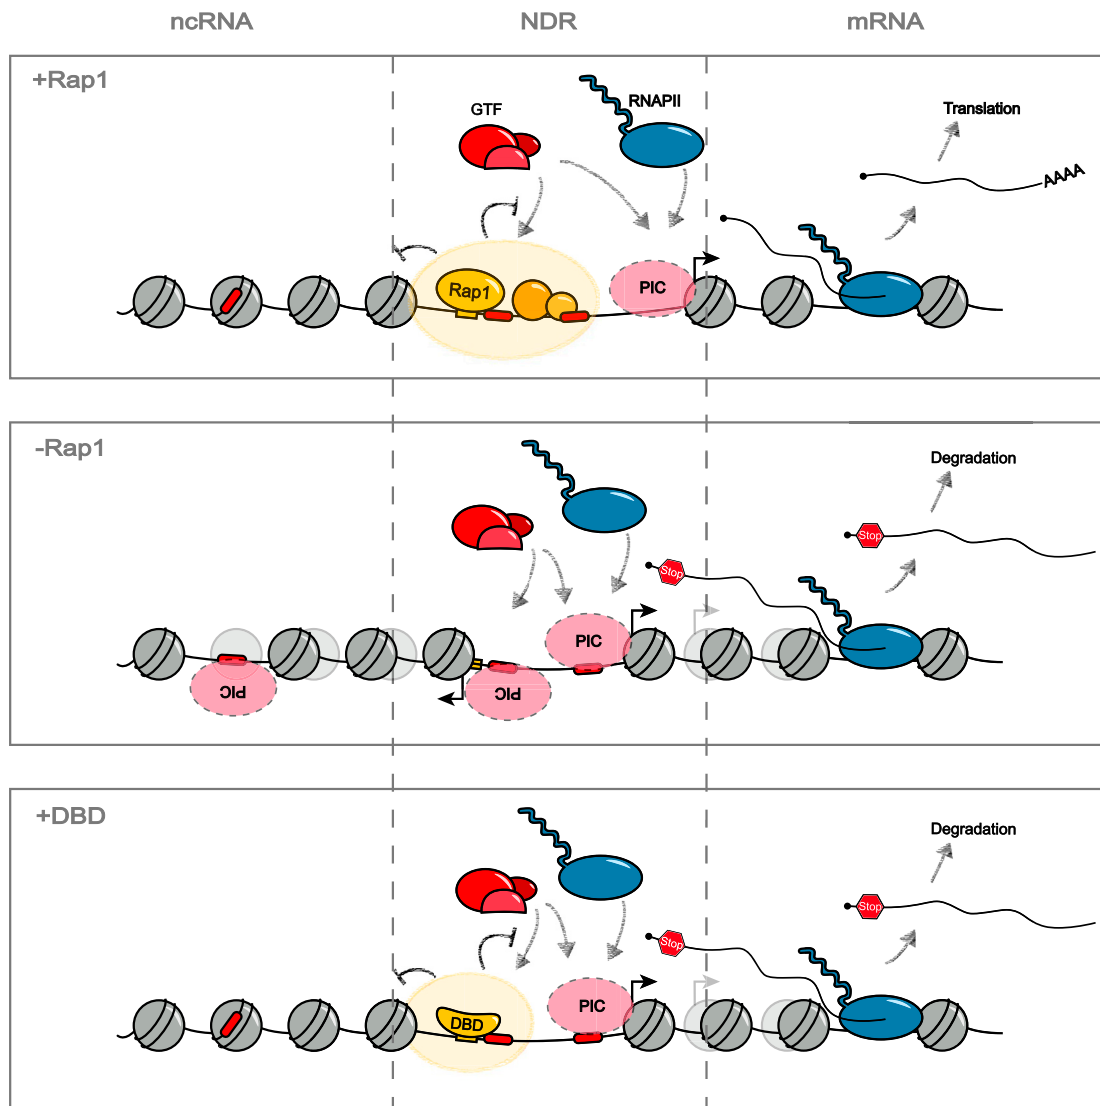 ncRNA NDR mRNA
+Rap1
GTF
RNAPII
Translation
AAAA
Rap1
PIC
-Rap1
Degradation
Stop
Stop
PIC
PIC
PIC
+DBD
Degradation
Stop
Stop
PIC
DBD